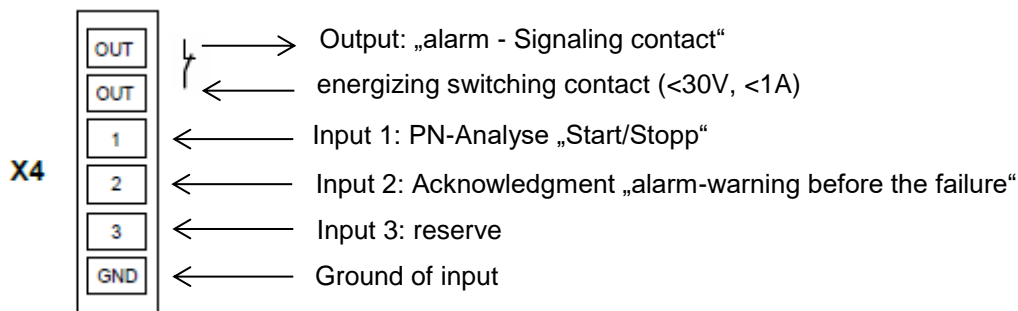 OUT Output: „alarm - Signaling contact“
OUT energizing switching contact (<30V, <1A)
1 Input 1: PN-Analyse „Start/Stopp“
X4
2 Input 2: Acknowledgment „alarm-warning before the failure“
3 Input 3: reserve
GND Ground of input